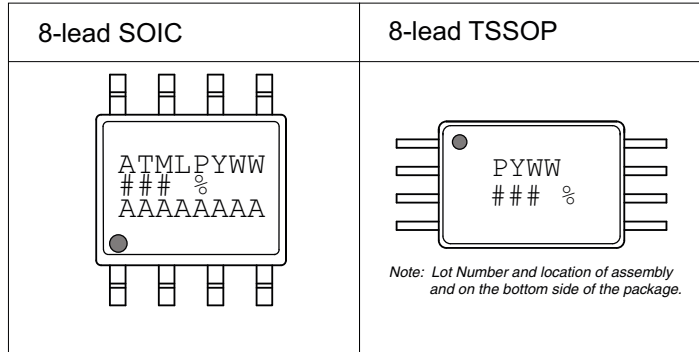 8-lead SOIC
8-lead TSSOP
ATMLPYWW
### %
AAAAAAAA
PYWW
### %
Note: Lot Number and location of assembly
and on the bottom side of the package.